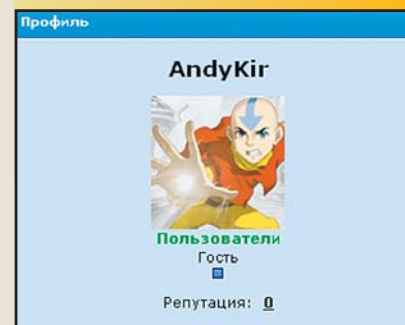 Профиль
AndyKir
Пользователи
Гость
Репутация: 0